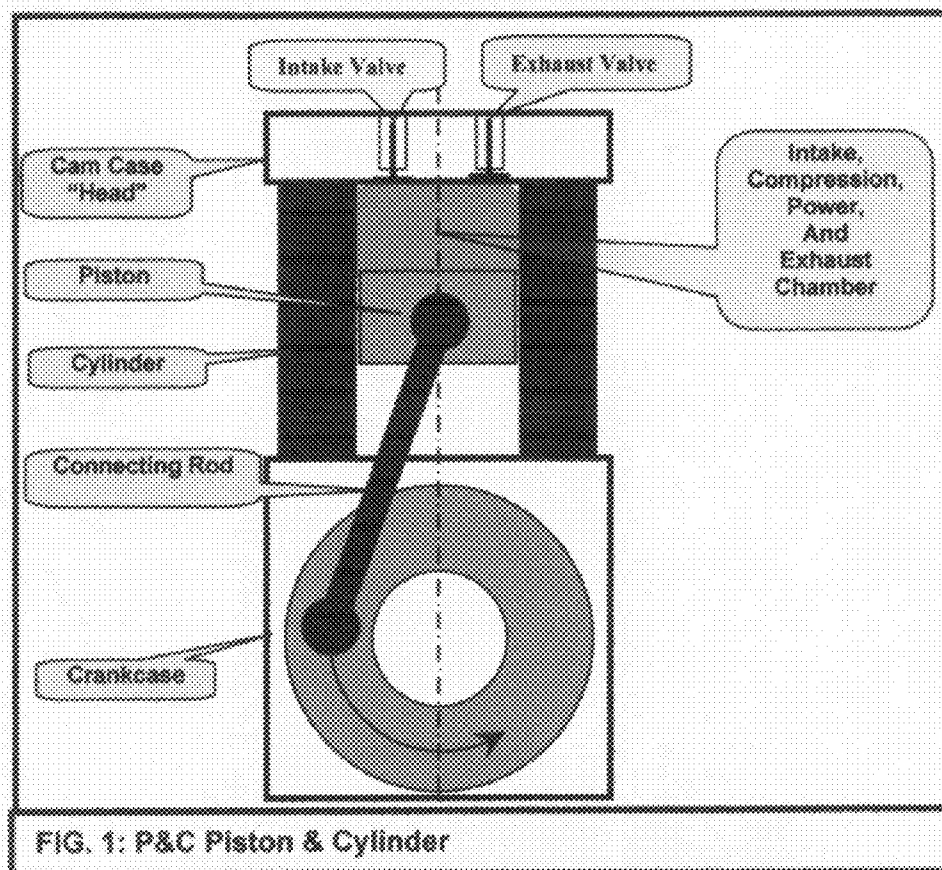 Intake Valve
Exhaust Valve
Cam Case
"Head"
Intake,
Compression,
Power,
And
Exhaust
Chamber
Piston
Cylinder
Connecting Rod
Crankcase
FIG. 1: P&C Piston & Cylinder